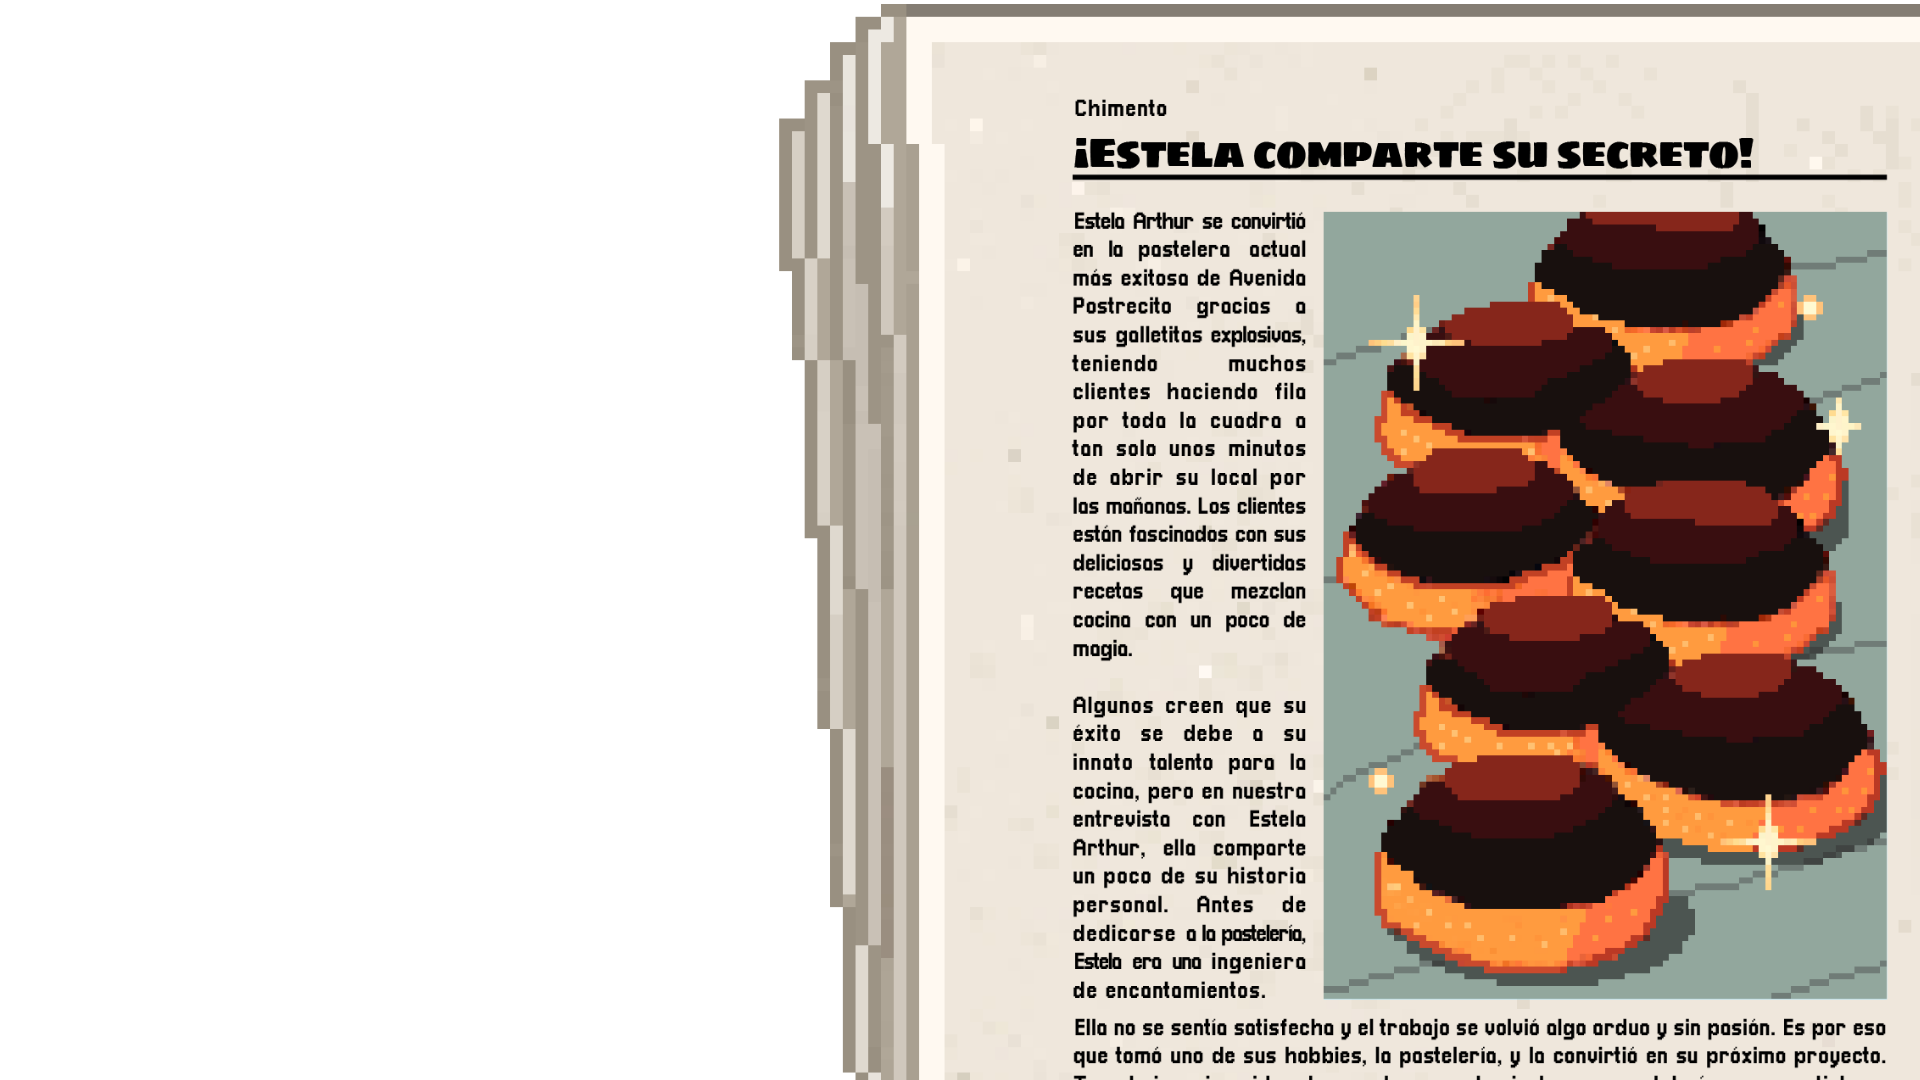 Chimento
¡ESTELA COMPARTE SU SECRETO!
Estela Arthur se convirtió
en la pastelera actual
más exitosa de Avenida
Postrecito gracias a
sus galletitas explosivas,
teniendo muchos
clientes haciendo fila
por toda la cuadra a
tan solo unos minutos
de abrir su local por
las mañanas. Los clientes
están fascinados con sus
deliciosas y divertidas
recetas que mezclan
cocina con un poco de
magia.
Algunos creen que su
éxito se debe a su
innato talento para la
cocina, pero en nuestra
entrevista con Estela
Arthur, ella comparte
un poco de su historia
personal. Antes de
dedicarse a la pastelería,
Estela era una ingeniera
de encantamientos.
Ella no se sentía satisfecha y el trabajo se volvió algo arduo y sin pasión. Es por eso
que tomó uno de sus hobbies, la pastelería, y la convirtió en su próximo proyecto.